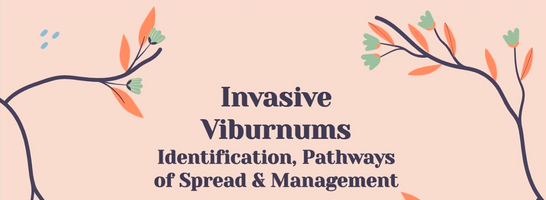 Invasive
Viburnums
Identification, Pathways
of Spread & Management